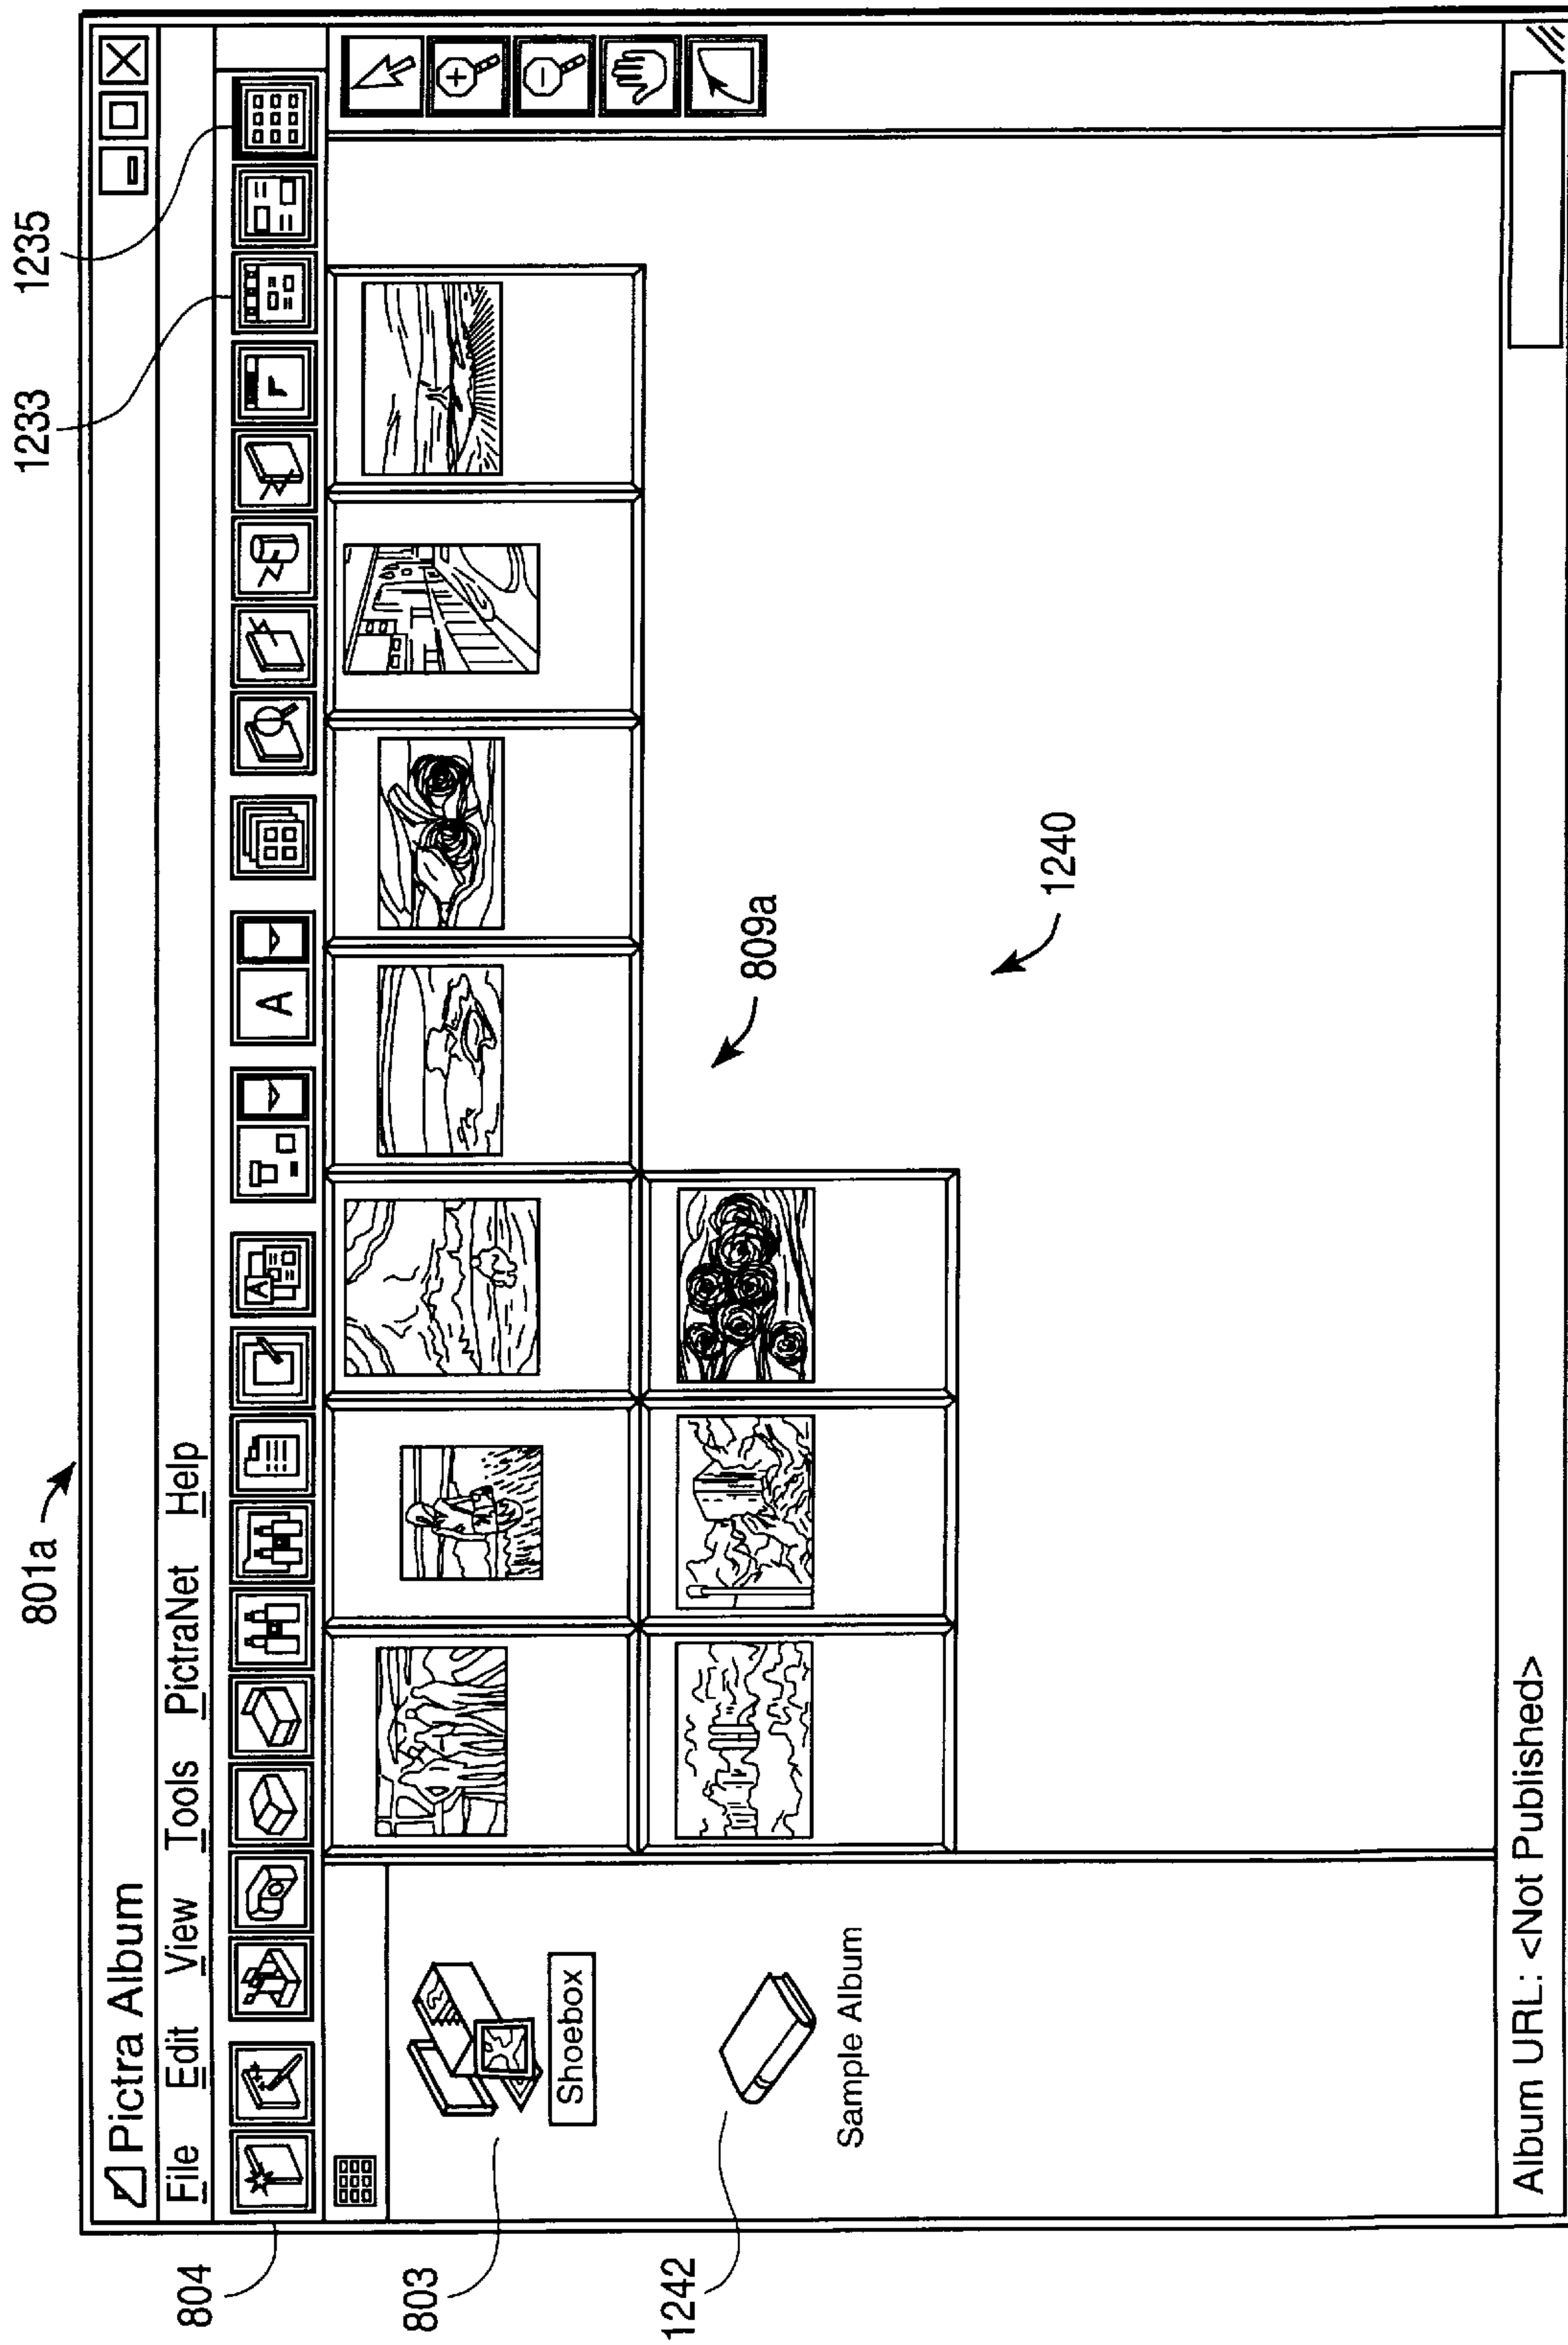 801a
1233
1235
Pictra Album
File Edit View Tools PictraNet Help
804
A
A
803
Shoebox
1242
Sample Album
809a
1240
Album URL: <Not Published>